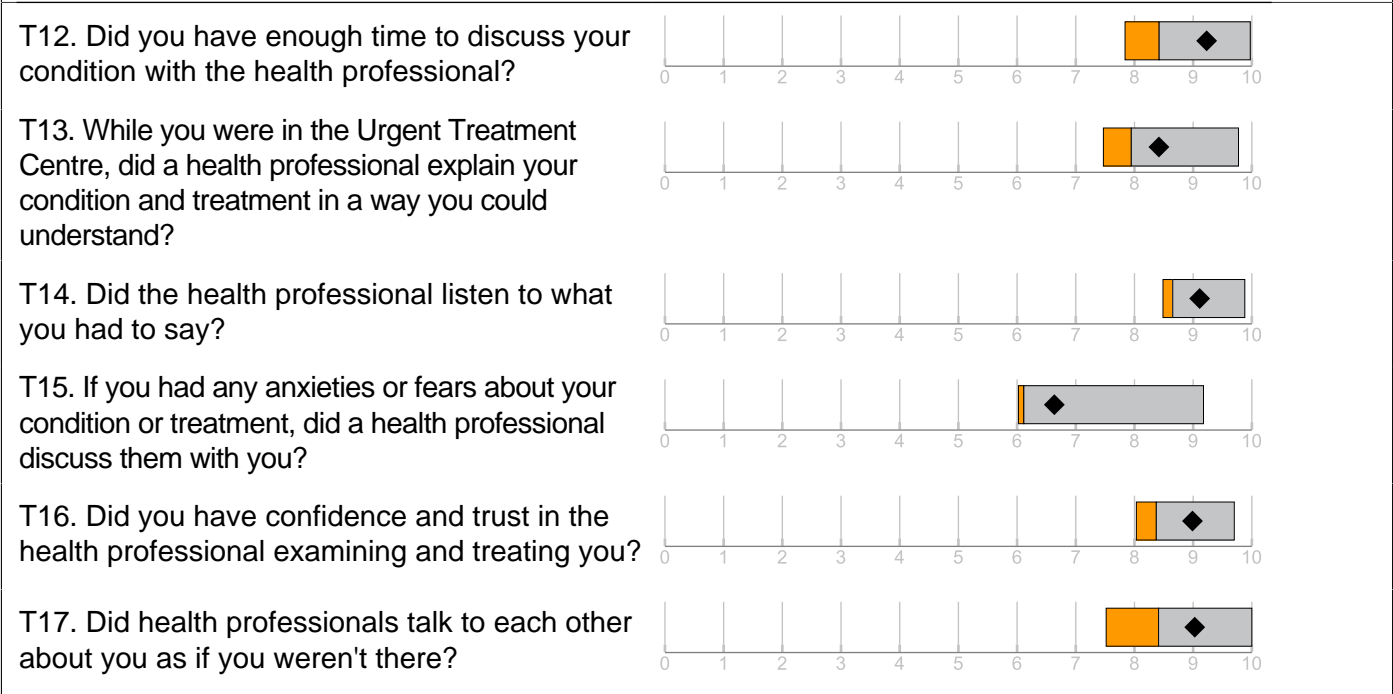 T12. Did you have enough time to discuss your
condition with the health professional?
0 1 2 3 4 5 6 7 8 9 10
T13. While you were in the Urgent Treatment
Centre, did a health professional explain your
condition and treatment in a way you could
understand?
0 1 2 3 4 5 6 7 8 9 10
T14. Did the health professional listen to what
you had to say?
0 1 2 3 4 5 6 7 8 9 10
T15. If you had any anxieties or fears about your
condition or treatment, did a health professional
discuss them with you?
0 1 2 3 4 5 6 7 8 9 10
T16. Did you have confidence and trust in the
health professional examining and treating you?
0 1 2 3 4 5 6 7 8 9 10
T17. Did health professionals talk to each other
about you as if you weren't there?
0 1 2 3 4 5 6 7 8 9 10